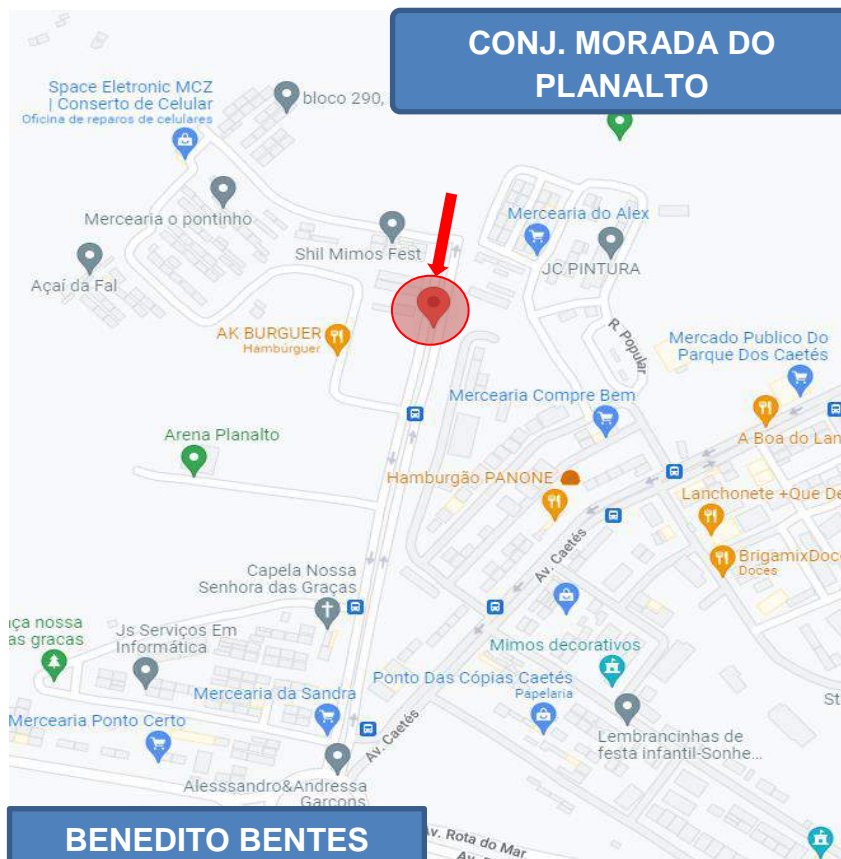 CONJ. MORADA DO
PLANALTO
Space Eletronic MCZ
| Conserto de Celular
Oficina de reparos de celulares
bloco 290,
Mercearia o pontinho
Shil Mimos Fest
Mercearia do Alex
JC PINTURA
Açaí da Fal
AK BURGUER
Hambúrguer
R. Popular
Mercado Publico Do
Parque Dos Caetés
Mercearia Compre Bem
Arena Planalto
A Boa do Lan
Hamburgão PANONE
Lanchonete +Que De
Av. Caetés
BrigamixDoce
Doces
Capela Nossa
Senhora das Graças
aça nossa
as gracas
Js Serviços Em
Informática
Mimos decorativos
Mercearia da Sandra
Ponto Das Cópias Caetés
Papelaria
St
Mercearia Ponto Certo
Av. Caetés
Lembrancinhas de
festa infantil-Sonhe...
Alesssandro&Andressa
Garçons
BENEDITO BENTES
Av. Rota do Mar
Av.